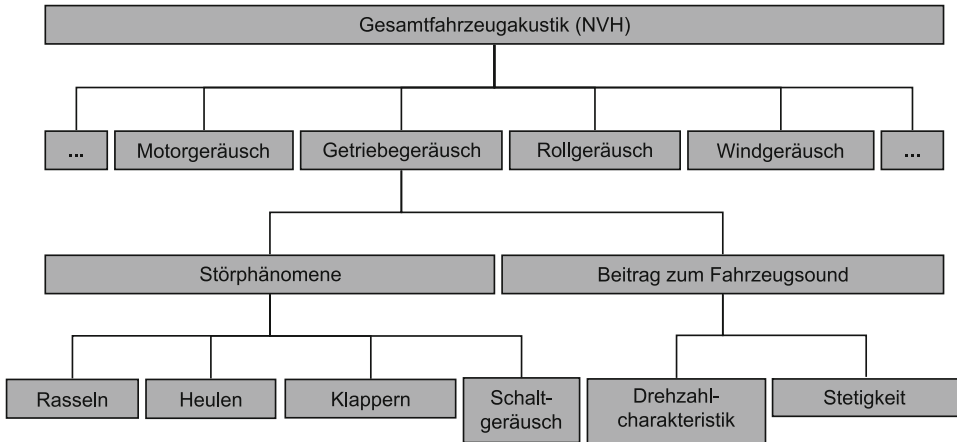 Gesamtfahrzeugakustik (NVH)
...
Motorgeräusch
Getriebegeräusch
Rollgeräusch
Windgeräusch
...
Störphänomene
Beitrag zum Fahrzeugsound
Rasseln
Heulen
Klappern
Schalt-
geräusch
Drehzahl-
charakteristik
Stetigkeit